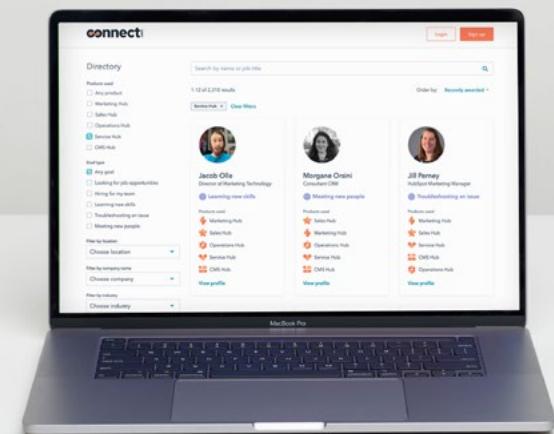 connect
Login
Sign up
Directory
Products used
Any product
Marketing Hub
Sales Hub
Operations Hub
Service Hub
CMS Hub
Goal type
Any goal
Looking for job opportunities
Hiring for my team
Learning new skills
Troubleshooting an issue
Meeting new people
Filter by location
Choose location
Filter by company name
Choose company
Filter by industry
Choose industry
Search by name or job title
1-12 of 2,310 results
Order by: Recently awarded
Service Hub ×
Clear filters
Jacob Olle
Director of Marketing Technology
Learning new skills
Products used
Marketing Hub
Sales Hub
Operations Hub
Service Hub
CMS Hub
View profile
Morgane Orsini
Consultant CRM
Meeting new people
Products used
Sales Hub
Marketing Hub
Operations Hub
Service Hub
CMS Hub
View profile
Jill Perney
HubSpot Marketing Manager
Troubleshooting an issue
Products used
Marketing Hub
Sales Hub
Service Hub
CMS Hub
Operations Hub
View profile
MacBook Pro